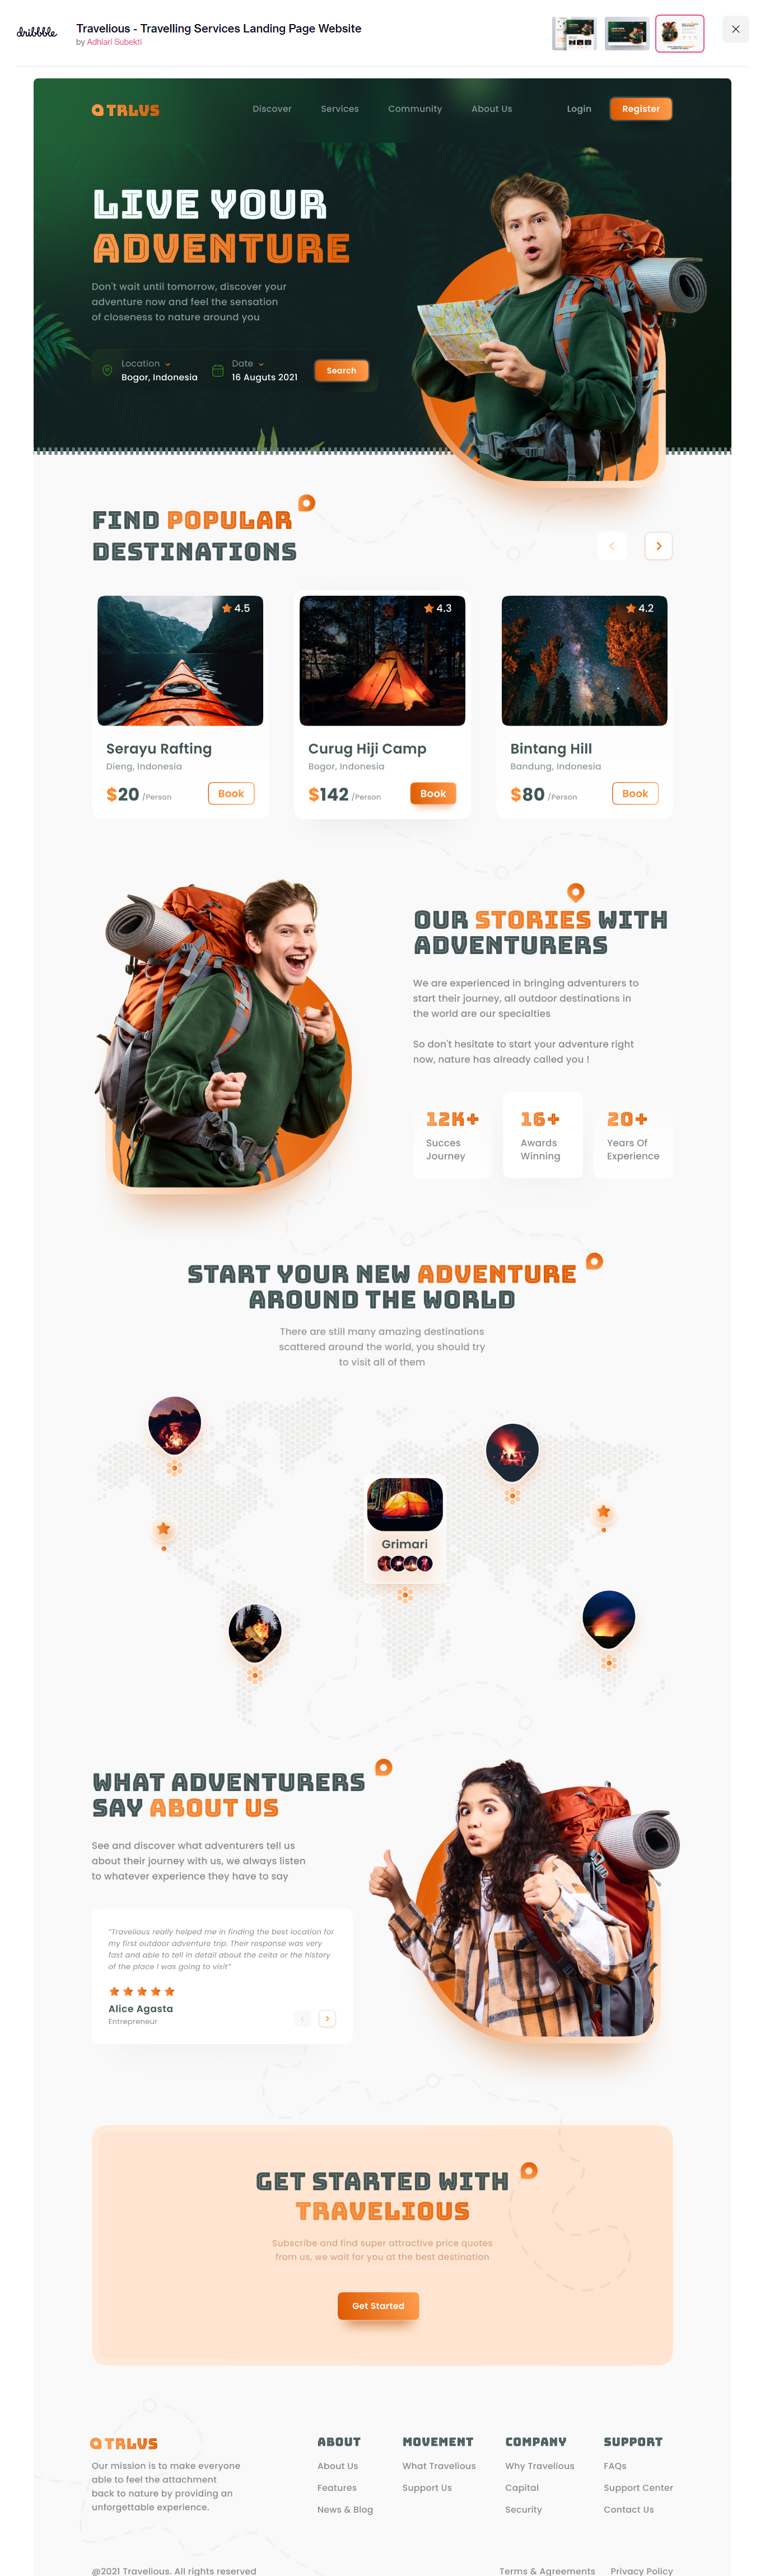 dribbble
Travelious - Travelling Services Landing Page Website
by Adhiari Subekti
TRLVS
Discover Services Community About Us Login Register
LIVE YOUR
ADVENTURE
Don't wait until tomorrow, discover your
adventure now and feel the sensation
of closeness to nature around you
Location Date
Bogor, Indonesia 16 Auguts 2021 Search
FIND POPULAR
DESTINATIONS
4.5
Serayu Rafting
Dieng, Indonesia
$20 /Person Book
4.3
Curug Hiji Camp
Bogor, Indonesia
$142 /Person Book
4.2
Bintang Hill
Bandung, Indonesia
$80 /Person Book
OUR STORIES WITH
ADVENTURERS
We are experienced in bringing adventurers to
start their journey, all outdoor destinations in
the world are our specialties
So don't hesitate to start your adventure right
now, nature has already called you !
12K+
Succes
Journey
16+
Awards
Winning
20+
Years Of
Experience
START YOUR NEW ADVENTURE
AROUND THE WORLD
There are still many amazing destinations
scattered around the world, you should try
to visit all of them
Grimari
WHAT ADVENTURERS
SAY ABOUT US
See and discover what adventurers tell us
about their journey with us, we always listen
to whatever experience they have to say
"Travelious really helped me in finding the best location for
my first outdoor adventure trip. Their response was very
fast and able to tell in detail about the ceita or the history
of the place I was going to visit"
Alice Agasta
Entrepreneur
GET STARTED WITH
TRAVELIOUS
Subscribe and find super attractive price quotes
from us, we wait for you at the best destination
Get Started
TRLVS
Our mission is to make everyone
able to feel the attachment
back to nature by providing an
unforgettable experience.
ABOUT
About Us
Features
News & Blog
MOVEMENT
What Travelious
Support Us
COMPANY
Why Travelious
Capital
Security
SUPPORT
FAQs
Support Center
Contact Us
@2021 Travelious. All rights reserved
Terms & Agreements Privacy Policy